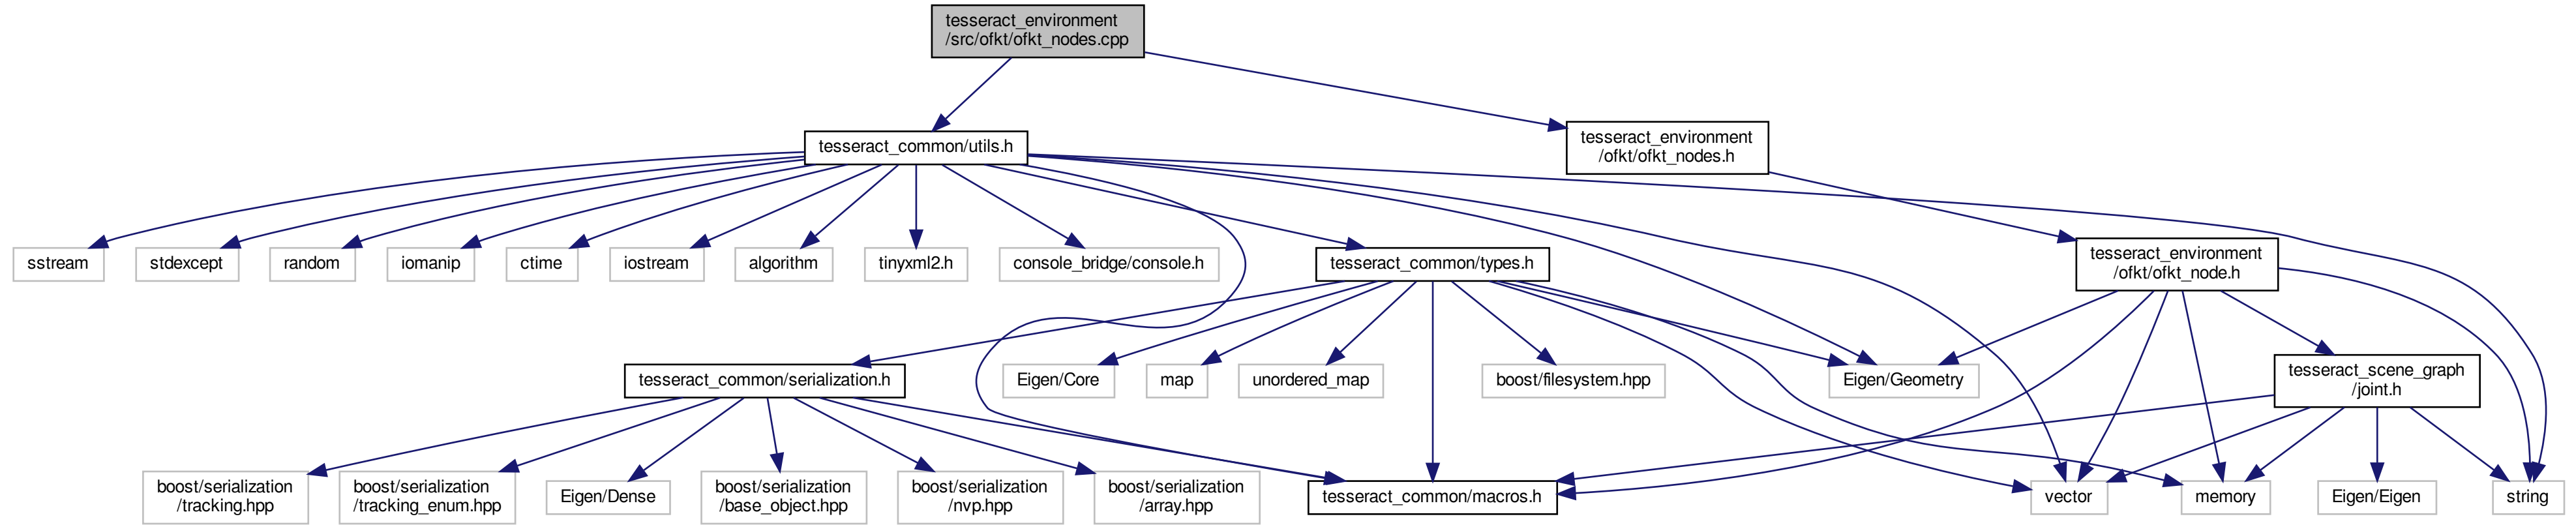 tesseract_environment
/src/ofkt/ofkt_nodes.cpp
tesseract_common/utils.h
tesseract_environment
/ofkt/ofkt_nodes.h
sstream
stdexcept
random
iomanip
ctime
iostream
algorithm
tinyxml2.h
console_bridge/console.h
tesseract_common/types.h
tesseract_environment
/ofkt/ofkt_node.h
tesseract_common/serialization.h
Eigen/Core
map
unordered_map
boost/filesystem.hpp
Eigen/Geometry
tesseract_scene_graph
/joint.h
boost/serialization
/tracking.hpp
boost/serialization
/tracking_enum.hpp
Eigen/Dense
boost/serialization
/base_object.hpp
boost/serialization
/nvp.hpp
boost/serialization
/array.hpp
tesseract_common/macros.h
vector
memory
Eigen/Eigen
string